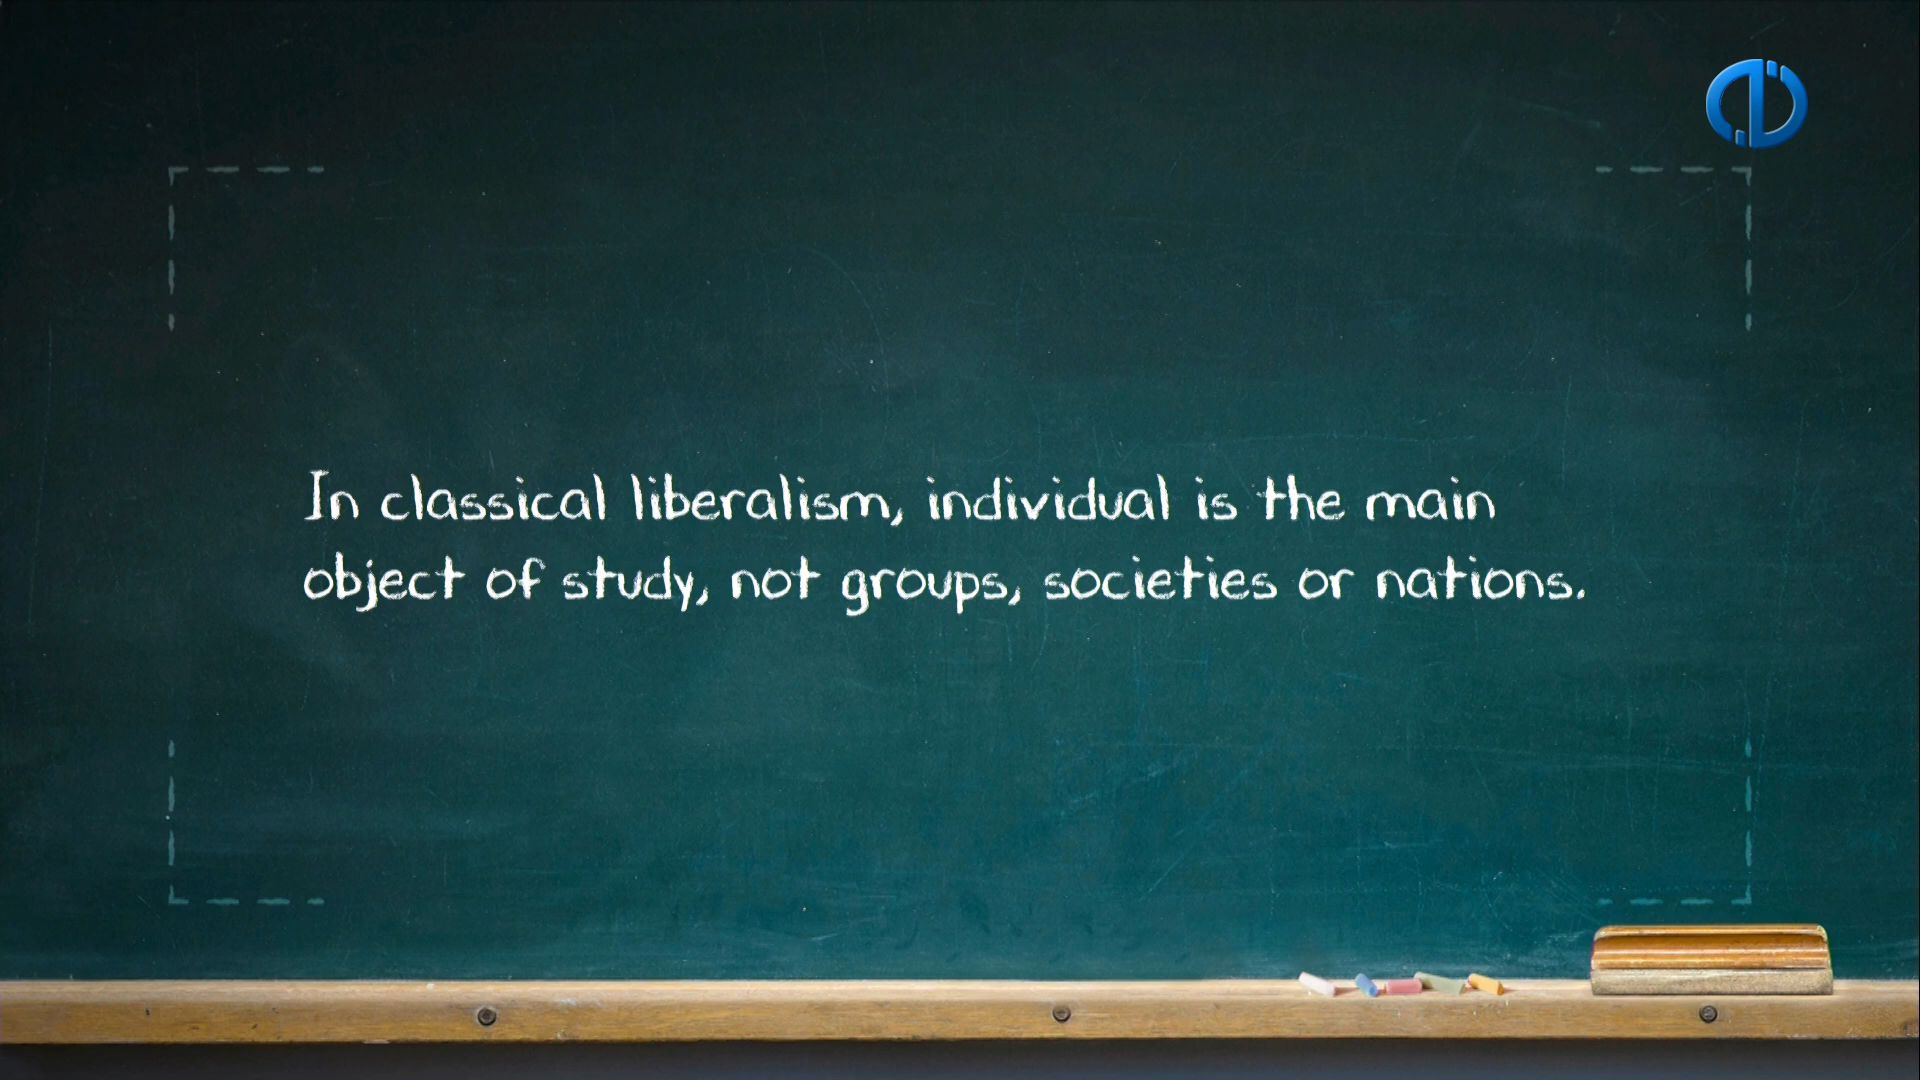 In classical liberalism, individual is the main
object of study, not groups, societies or nations.